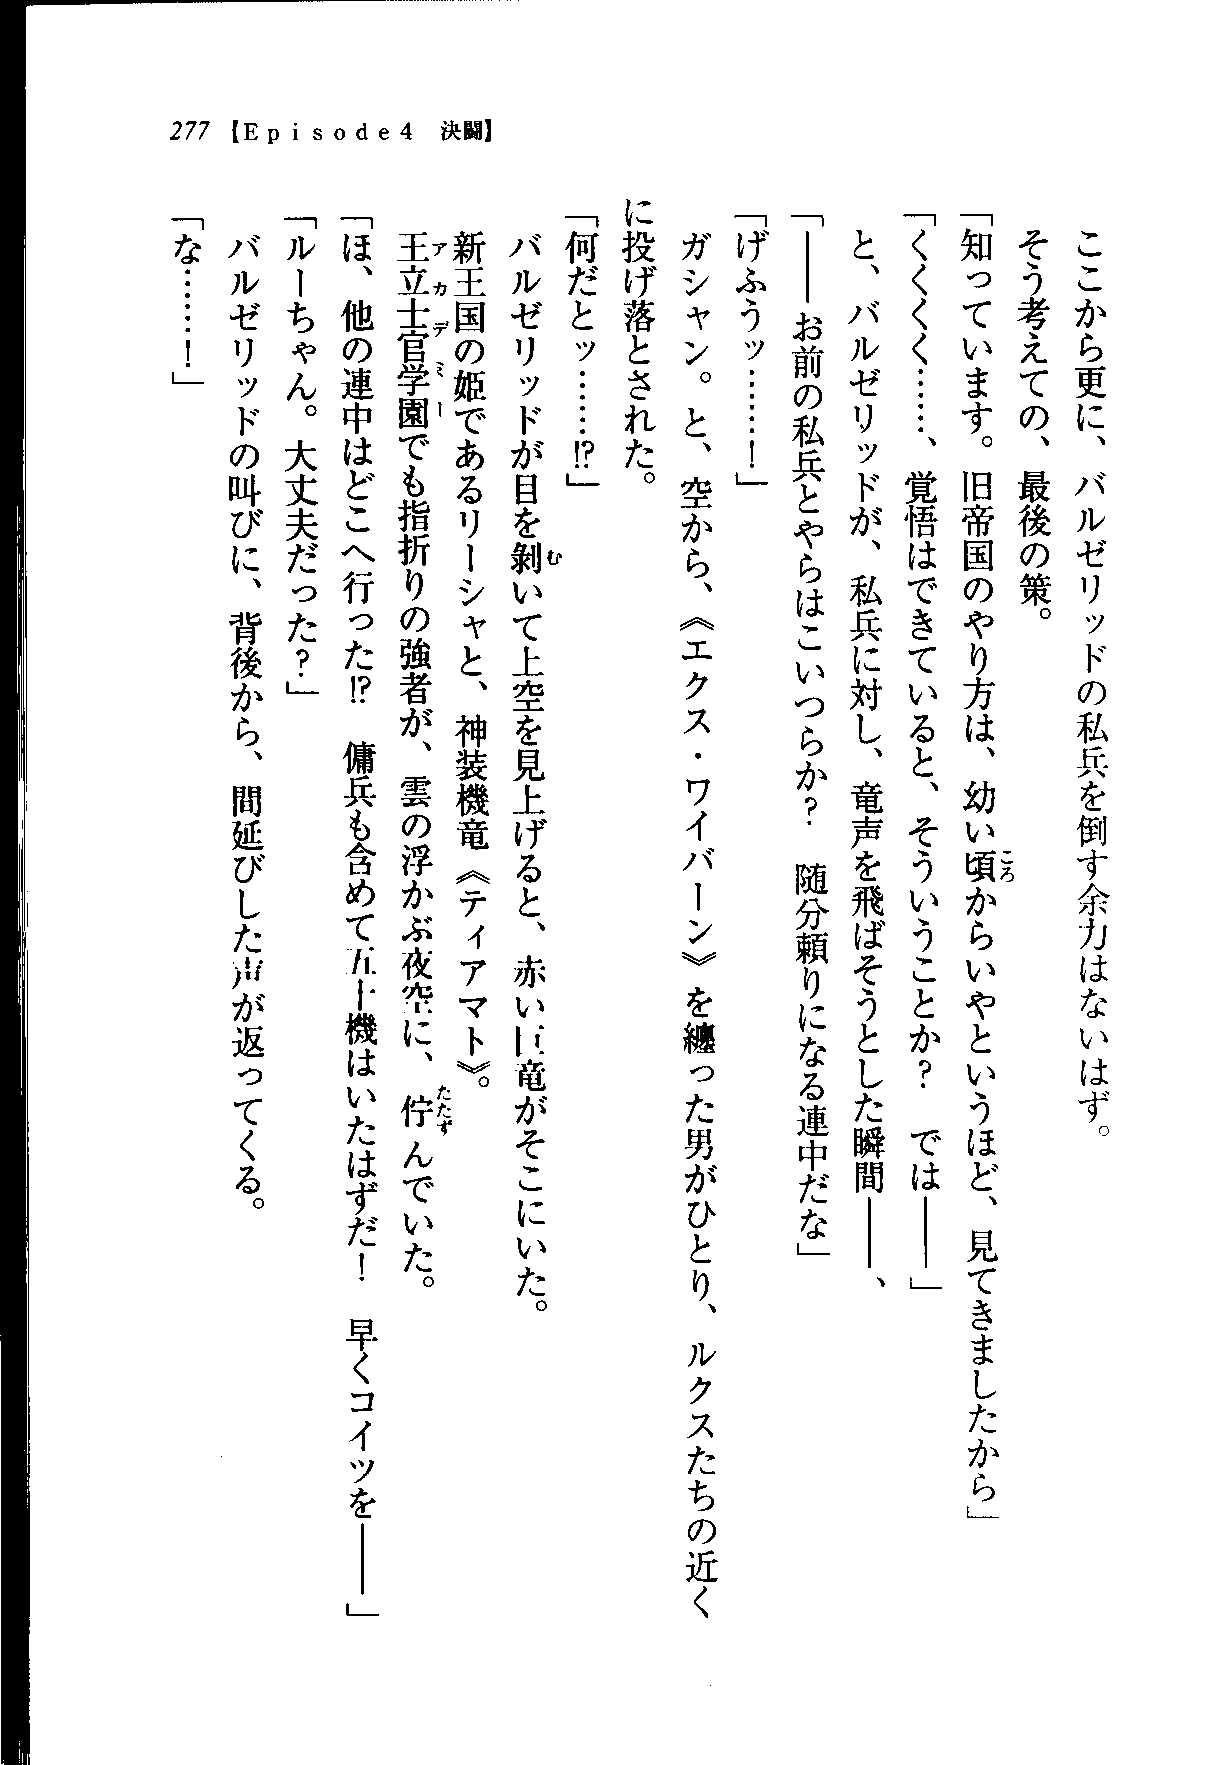 277 【Episode4 決闘】
ここから更に、バルゼリッドの私兵を倒す余力はないはず。
そう考えての、最後の策。
「知っています。旧帝国のやり方は、幼い頃からいやというほど、見てきましたから」
「くくくく……、覚悟はできていると、そういうことか? では――」
と、バルゼリッドが、私兵に対し、竜声を飛ばそうとした瞬間――、
「――お前の私兵とやらはこいつらか? 随分頼りになる連中だな」
「げふうッ……!」
ガシャン。と、空から、《エクス・ワイバーン》を纏った男がひとり、ルクスたちの近く
に投げ落とされた。
「何だとッ……!?」
バルゼリッドが目を剝いて上空を見上げると、赤い巨竜がそこにいた。
新王国の姫であるリーシャと、神装機竜《ティアマト》。
王立士官学園でも指折りの強者が、雲の浮かぶ夜空に、佇んでいた。
「ほ、他の連中はどこへ行った!? 傭兵も含めて五十機はいたはずだ! 早くコイツを――」
「ルーちゃん。大丈夫だった?」
バルゼリッドの叫びに、背後から、間延びした声が返ってくる。
「な……!」
ころ
む
アカデミー
たたず